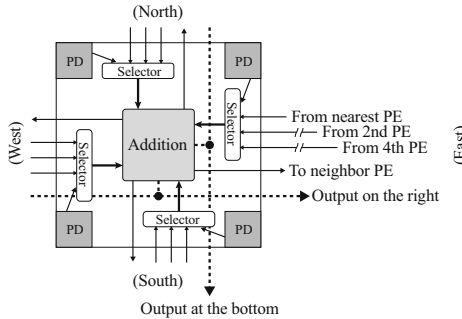 (North)
PD
Selector
PD
Selector
From nearest PE
From 2nd PE
From 4th PE
(West)
Selector
Addition
(East)
To neighbor PE
Output on the right
PD
Selector
PD
(South)
Output at the bottom